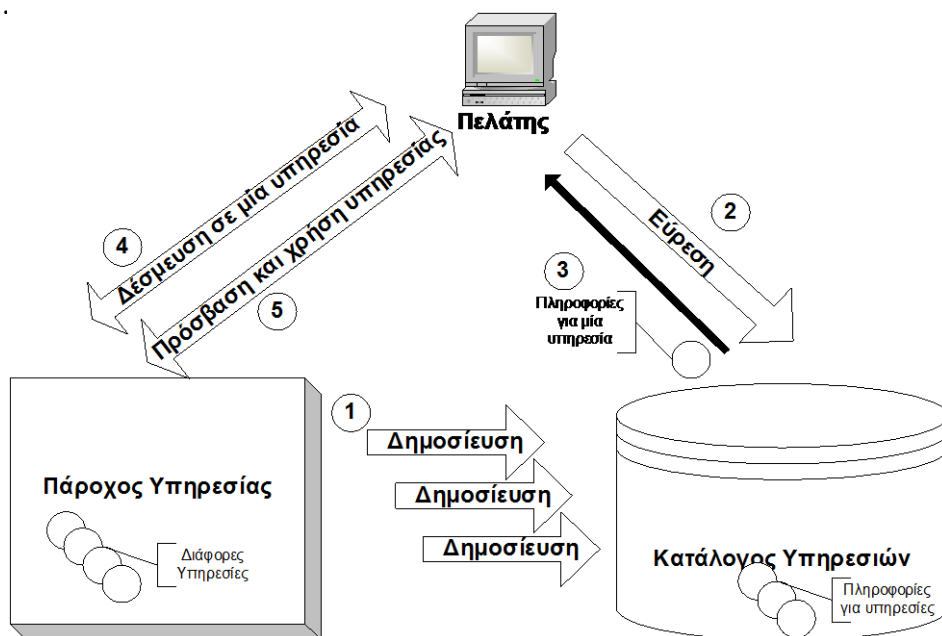 .
Πελάτης
Δέσμευση σε μία υπηρεσία
4
Πρόσβαση και χρήση υπηρεσίας
5
Εύρεση
2
3
Πληροφορίες
για μία
υπηρεσία
1
Δημοσίευση
Δημοσίευση
Δημοσίευση
Πάροχος Υπηρεσίας
Διάφορες
Υπηρεσίες
Κατάλογος Υπηρεσιών
Πληροφορίες
για υπηρεσίες